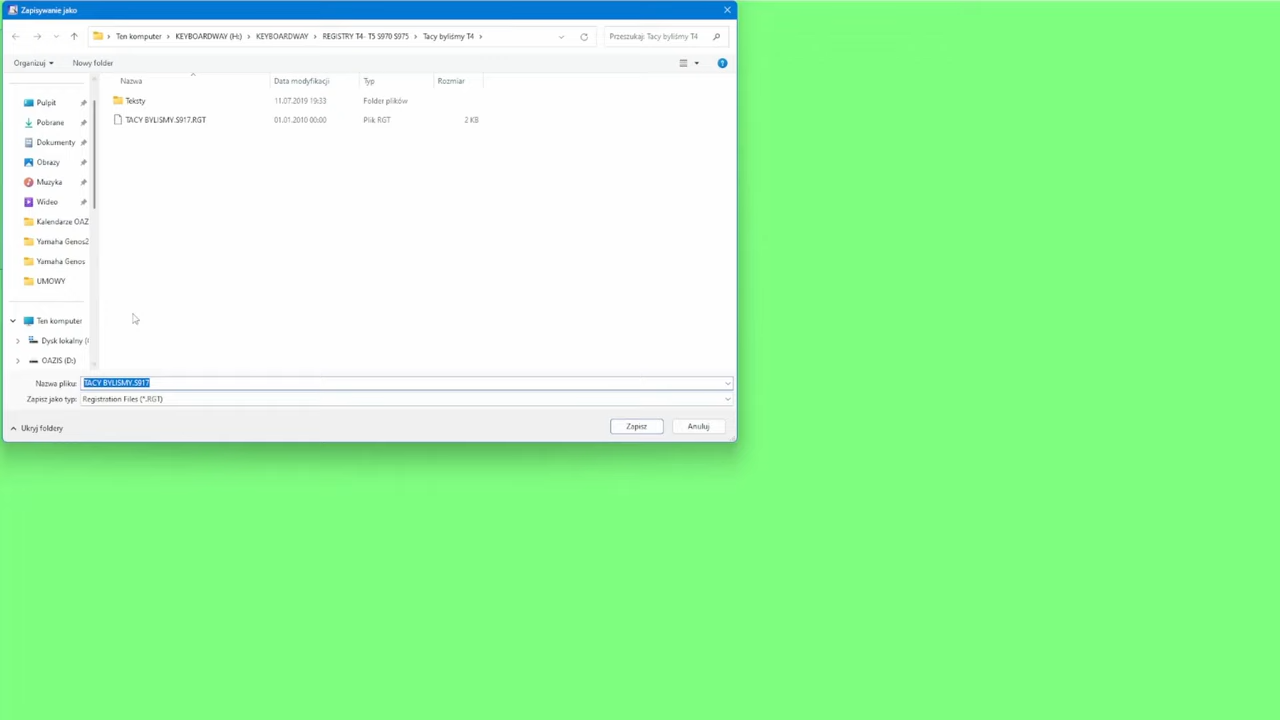 Zapisywanie jako
Ten komputer > KEYBOARDWAY (H:) > KEYBOARDWAY > REGISTRY T4- T5 S970 S975 > Tacy byliśmy T4 >
Przeszukaj: Tacy byliśmy T4
Organizuj
New folder
Nazwa
Data modyfikacji
Typ
Rozmiar
Teksty
11.07.2019 19:33
Folder plików
TACY BYLISMY.S917.RGT
01.01.2010 00:00
Plik RGT
2 KB
Pulpit
Pobrane
Dokumenty
Obrazy
Muzyka
Wideo
Kalendarze OAZ
Yamaha Genos2
Yamaha Genos
UMOWY
Ten komputer
Dysk lokalny (
OAZIS (D:)
Nazwa pliku: TACY BYLISMY.S917
Zapisz jako typ: Registration Files (*.RGT)
Ukryj foldery
Zapisz
Anuluj